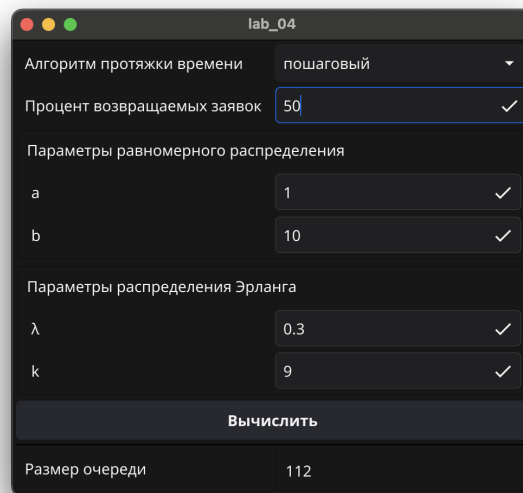 lab_04
Алгоритм протяжки времени пошаговый
Процент возвращаемых заявок 50
Параметры равномерного распределения
a 1
b 10
Параметры распределения Эрланга
λ 0.3
k 9
Вычислить
Размер очереди 112